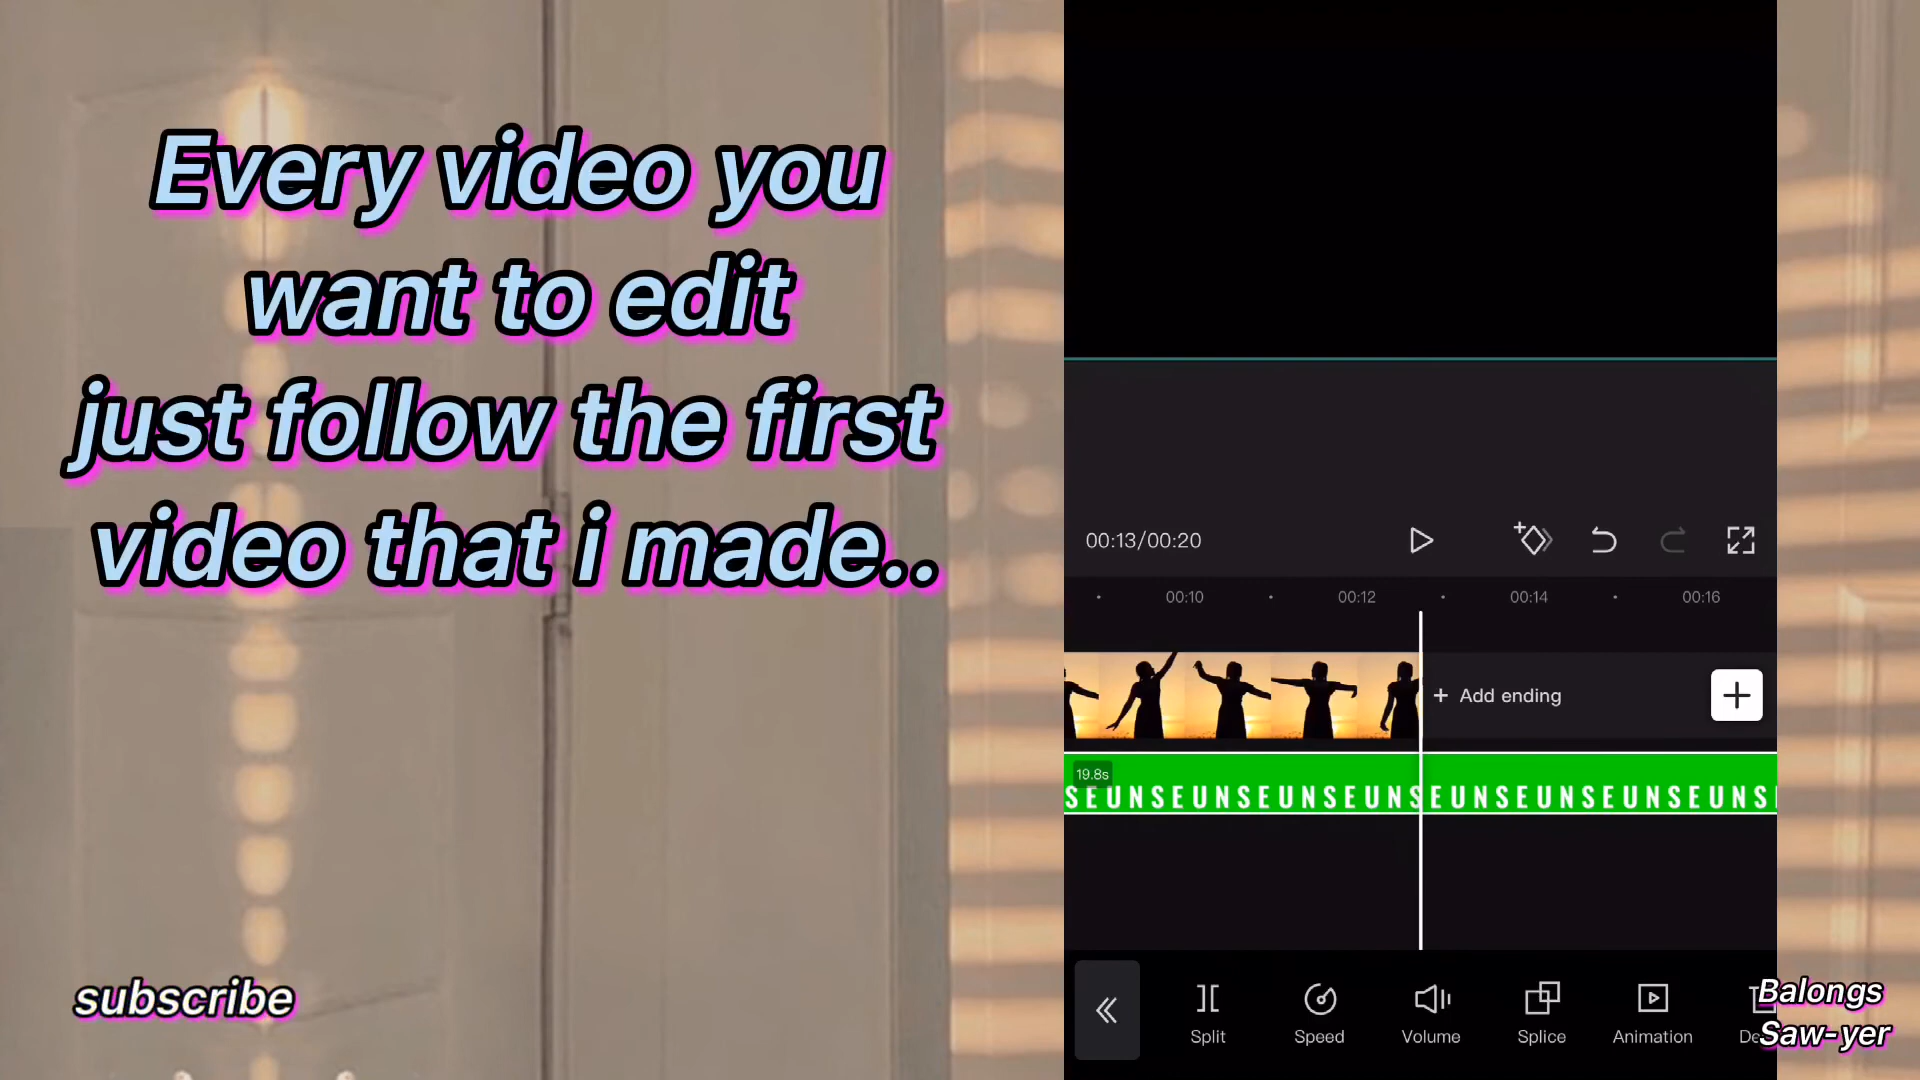 Every video you
want to edit
just follow the first
video that i made..
00:13/00:20
00:10
00:12
00:14
00:16
+ Add ending
19.8s
SEUNSEUNSEUNSEUNSEUNSEUNSEUNSEUNS
Split
Speed
Volume
Splice
Animation
subscribe
Balongs
Saw-yer